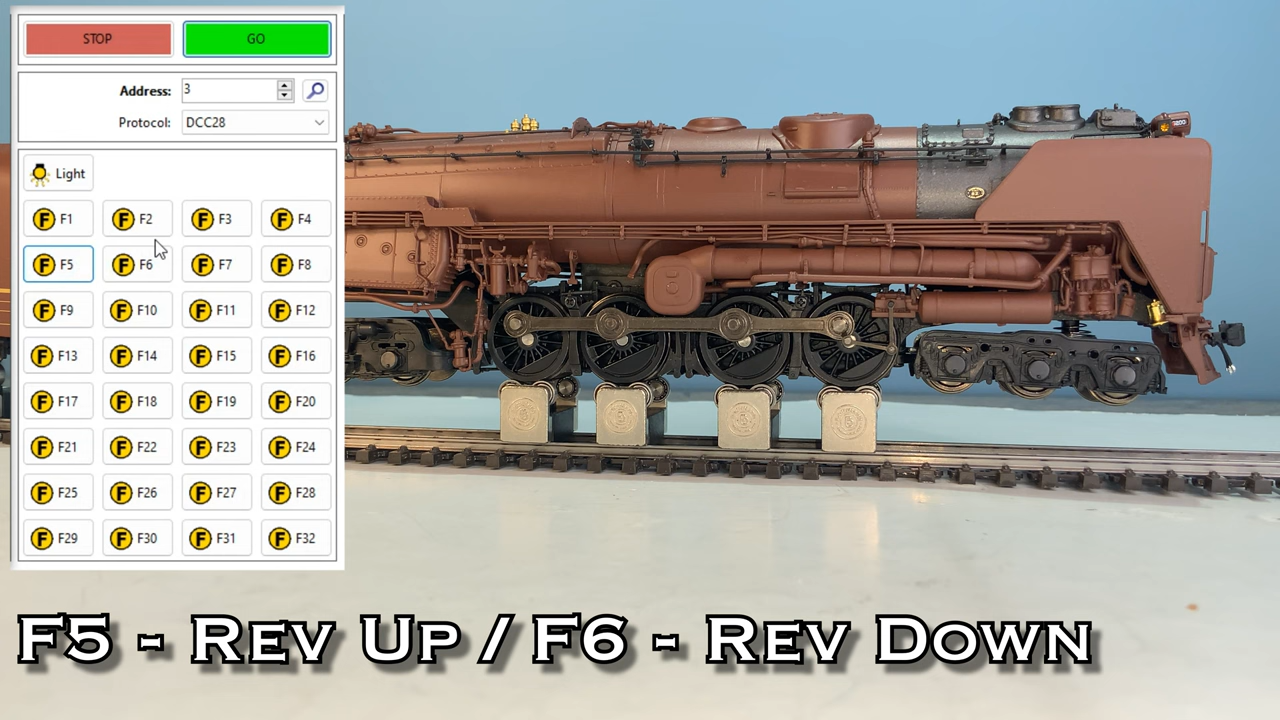 STOP GO
Address: 3
Protocol: DCC28
Light
F F1 F F2 F F3 F F4
F F5 F F6 F F7 F F8
F F9 F F10 F F11 F F12
F F13 F F14 F F15 F F16
F F17 F F18 F F19 F F20
F F21 F F22 F F23 F F24
F F25 F F26 F F27 F F28
F F29 F F30 F F31 F F32
F5 - Rev Up / F6 - Rev Down